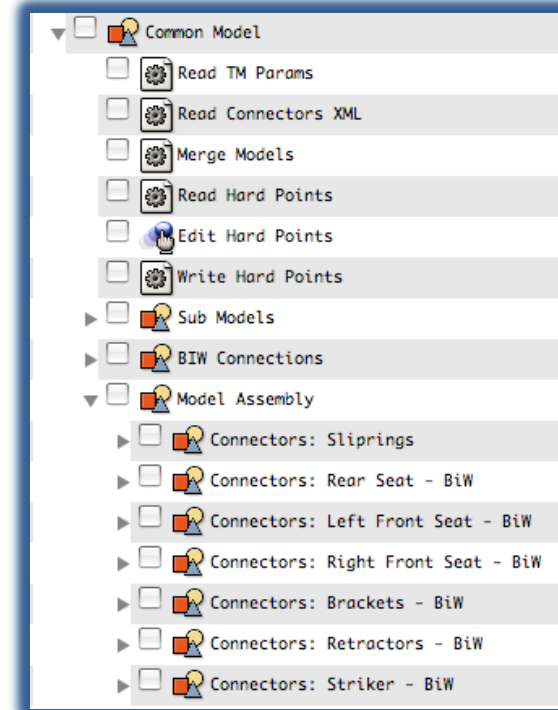 Common Model
Read TM Params
Read Connectors XML
Merge Models
Read Hard Points
Edit Hard Points
Write Hard Points
Sub Models
BIW Connections
Model Assembly
Connectors: Sliprings
Connectors: Rear Seat - BiW
Connectors: Left Front Seat - BiW
Connectors: Right Front Seat - BiW
Connectors: Brackets - BiW
Connectors: Retractors - BiW
Connectors: Striker - BiW